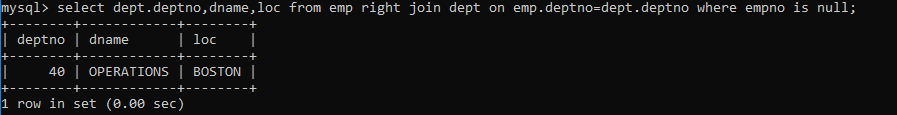 mysql> select dept.deptno,dname,loc from emp right join dept on emp.deptno=dept.deptno where empno is null;
+--------+------------+--------+
| deptno | dname      | loc    |
+--------+------------+--------+
|     40 | OPERATIONS | BOSTON |
+--------+------------+--------+
1 row in set (0.00 sec)